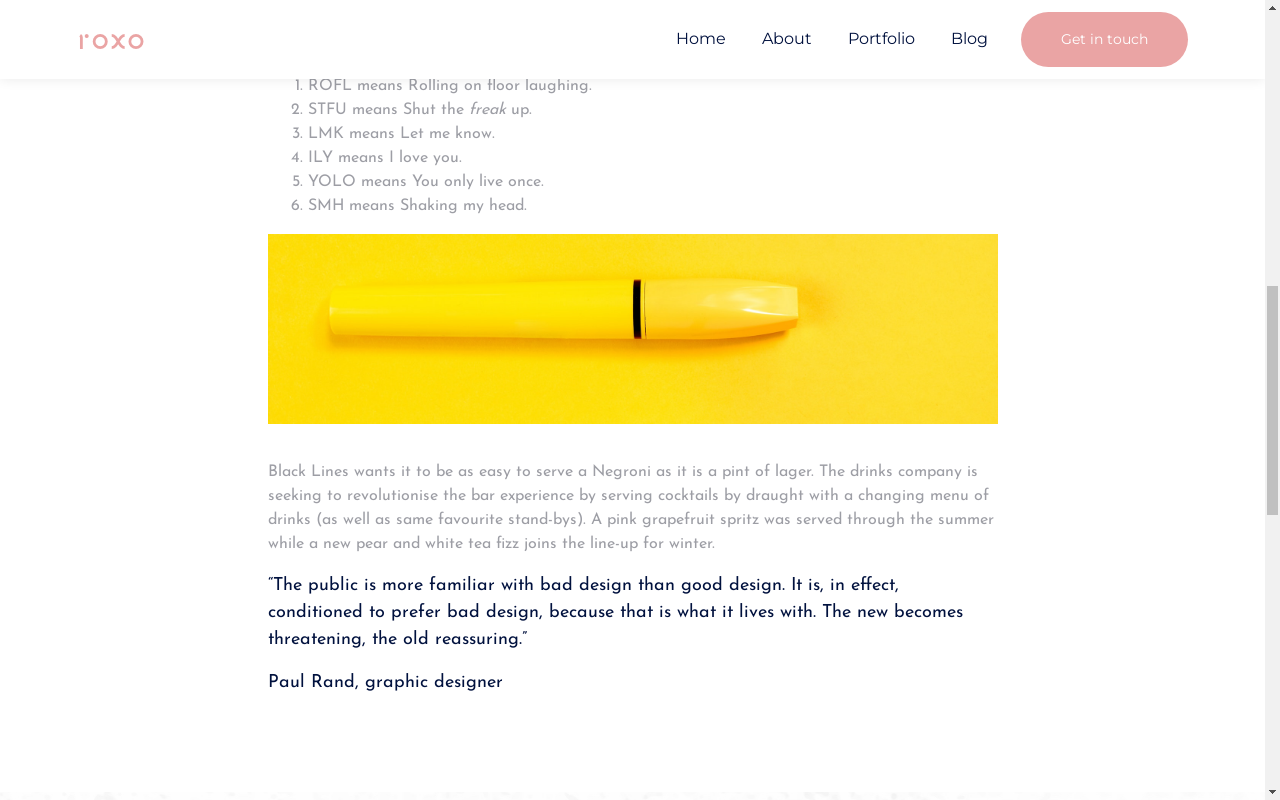 roxo
Home
About
Portfolio
Blog
Get in touch
1. ROFL means Rolling on floor laughing.
2. STFU means Shut the freak up.
3. LMK means Let me know.
4. ILY means I love you.
5. YOLO means You only live once.
6. SMH means Shaking my head.
Black Lines wants it to be as easy to serve a Negroni as it is a pint of lager. The drinks company is
seeking to revolutionise the bar experience by serving cocktails by draught with a changing menu of
drinks (as well as same favourite stand-bys). A pink grapefruit spritz was served through the summer
while a new pear and white tea fizz joins the line-up for winter.
“The public is more familiar with bad design than good design. It is, in effect,
conditioned to prefer bad design, because that is what it lives with. The new becomes
threatening, the old reassuring.”
Paul Rand, graphic designer